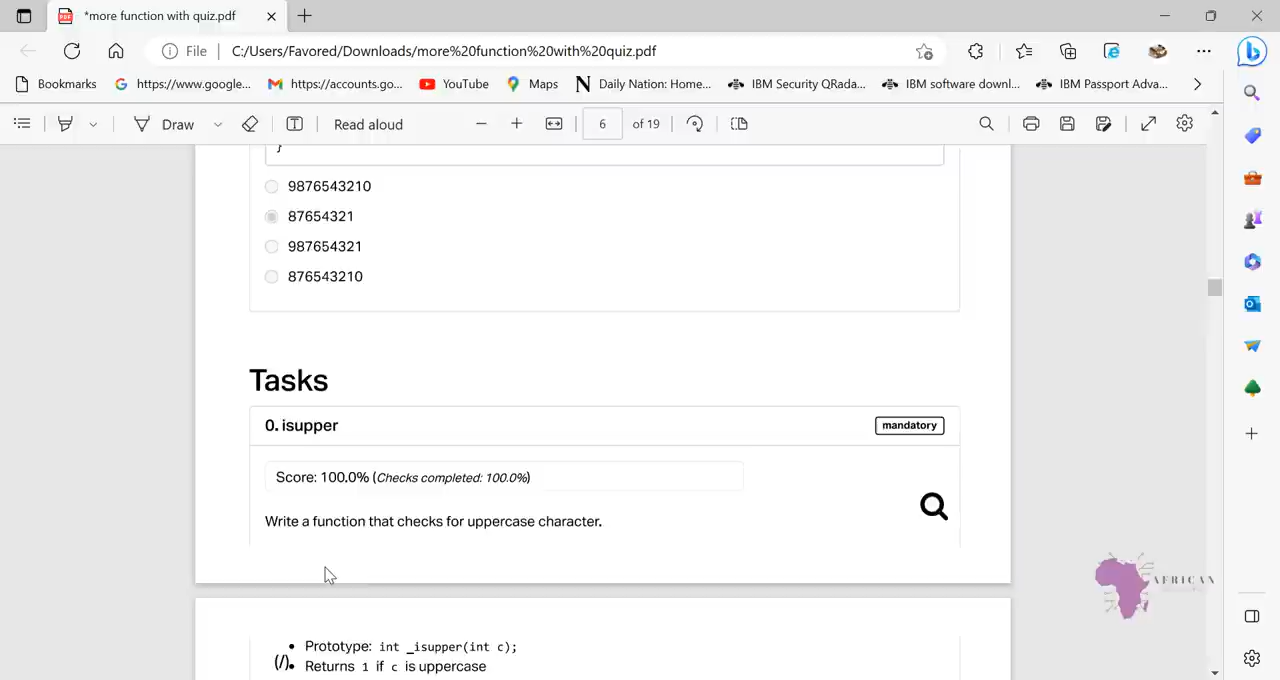 *more function with quiz.pdf
File
C:/Users/Favored/Downloads/more%20function%20with%20quiz.pdf
Bookmarks
https://www.google...
https://accounts.go...
YouTube
Maps
Daily Nation: Home...
IBM Security QRada...
IBM software downl...
IBM Passport Adva...
Draw
Read aloud
6
of 19
}
9876543210
87654321
987654321
876543210
Tasks
0. isupper
mandatory
Score: 100.0% (Checks completed: 100.0%)
Write a function that checks for uppercase character.
AFRICAN
• Prototype: int _isupper(int c);
(/)
• Returns 1 if c is uppercase